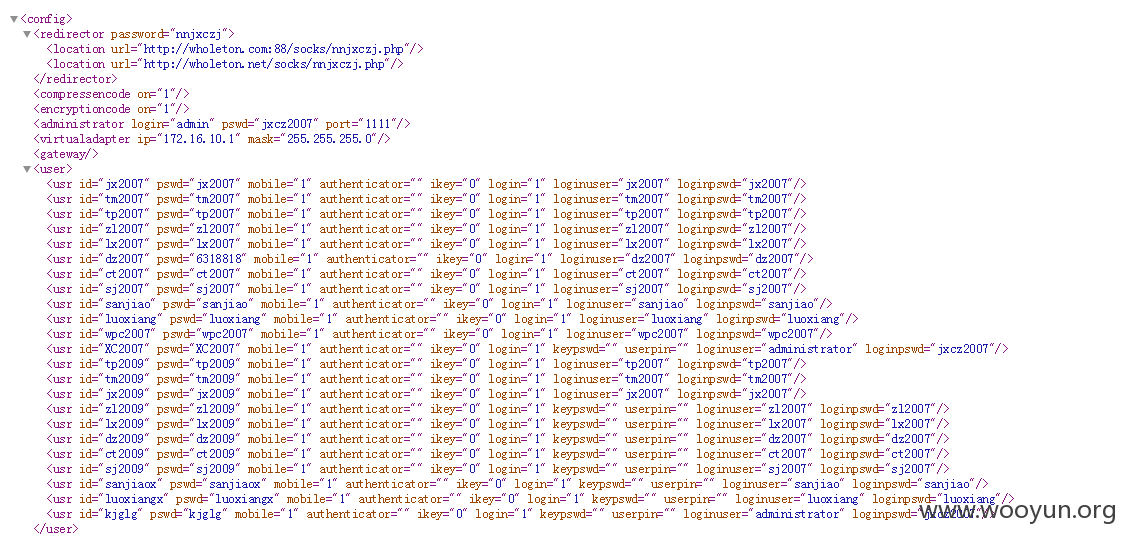 ▼<config>
▼<redirector password="nnjxczj">
<location url="http://wholeton.com:88/socks/nnjxczj.php"/>
<location url="http://wholeton.net/socks/nnjxczj.php"/>
</redirector>
<compressencode on="1"/>
<encryptioncode on="1"/>
<administrator login="admin" pswd="jxcz2007" port="1111"/>
<virtualadapter ip="172.16.10.1" mask="255.255.255.0"/>
<gateway/>
▼<user>
<usr id="jx2007" pswd="jx2007" mobile="1" authenticator="" ikey="0" login="1" loginuser="jx2007" loginpswd="jx2007"/>
<usr id="tm2007" pswd="tm2007" mobile="1" authenticator="" ikey="0" login="1" loginuser="tm2007" loginpswd="tm2007"/>
<usr id="tp2007" pswd="tp2007" mobile="1" authenticator="" ikey="0" login="1" loginuser="tp2007" loginpswd="tp2007"/>
<usr id="zl2007" pswd="zl2007" mobile="1" authenticator="" ikey="0" login="1" loginuser="zl2007" loginpswd="zl2007"/>
<usr id="lx2007" pswd="lx2007" mobile="1" authenticator="" ikey="0" login="1" loginuser="lx2007" loginpswd="lx2007"/>
<usr id="dz2007" pswd="6318818" mobile="1" authenticator="" ikey="0" login="1" loginuser="dz2007" loginpswd="dz2007"/>
<usr id="ct2007" pswd="ct2007" mobile="1" authenticator="" ikey="0" login="1" loginuser="ct2007" loginpswd="ct2007"/>
<usr id="sj2007" pswd="sj2007" mobile="1" authenticator="" ikey="0" login="1" loginuser="sj2007" loginpswd="sj2007"/>
<usr id="sanjiao" pswd="sanjiao" mobile="1" authenticator="" ikey="0" login="1" loginuser="sanjiao" loginpswd="sanjiao"/>
<usr id="luoxiang" pswd="luoxiang" mobile="1" authenticator="" ikey="0" login="1" loginuser="luoxiang" loginpswd="luoxiang"/>
<usr id="wpc2007" pswd="wpc2007" mobile="1" authenticator="" ikey="0" login="1" loginuser="wpc2007" loginpswd="wpc2007"/>
<usr id="XC2007" pswd="XC2007" mobile="1" authenticator="" ikey="0" login="1" keypswd="" userpin="" loginuser="administrator" loginpswd="jxcz2007"/>
<usr id="tp2009" pswd="tp2009" mobile="1" authenticator="" ikey="0" login="1" loginuser="tp2007" loginpswd="tp2007"/>
<usr id="tm2009" pswd="tm2009" mobile="1" authenticator="" ikey="0" login="1" loginuser="tm2007" loginpswd="tm2007"/>
<usr id="jx2009" pswd="jx2009" mobile="1" authenticator="" ikey="0" login="1" loginuser="jx2007" loginpswd="jx2007"/>
<usr id="zl2009" pswd="zl2009" mobile="1" authenticator="" ikey="0" login="1" keypswd="" userpin="" loginuser="zl2007" loginpswd="zl2007"/>
<usr id="lx2009" pswd="lx2009" mobile="1" authenticator="" ikey="0" login="1" keypswd="" userpin="" loginuser="lx2007" loginpswd="lx2007"/>
<usr id="dz2009" pswd="dz2009" mobile="1" authenticator="" ikey="0" login="1" keypswd="" userpin="" loginuser="dz2007" loginpswd="dz2007"/>
<usr id="ct2009" pswd="ct2009" mobile="1" authenticator="" ikey="0" login="1" keypswd="" userpin="" loginuser="ct2007" loginpswd="ct2007"/>
<usr id="sj2009" pswd="sj2009" mobile="1" authenticator="" ikey="0" login="1" keypswd="" userpin="" loginuser="sj2007" loginpswd="sj2007"/>
<usr id="sanjiaox" pswd="sanjiaox" mobile="1" authenticator="" ikey="0" login="1" keypswd="" userpin="" loginuser="sanjiao" loginpswd="sanjiao"/>
<usr id="luoxiangx" pswd="luoxiangx" mobile="1" authenticator="" ikey="0" login="1" keypswd="" userpin="" loginuser="luoxiang" loginpswd="luoxiang"/>
<usr id="kjglg" pswd="kjglg" mobile="1" authenticator="" ikey="0" login="1" keypswd="" userpin="" loginuser="administrator" loginpswd="jxcz2007"/>
</user>
www.wooyun.org